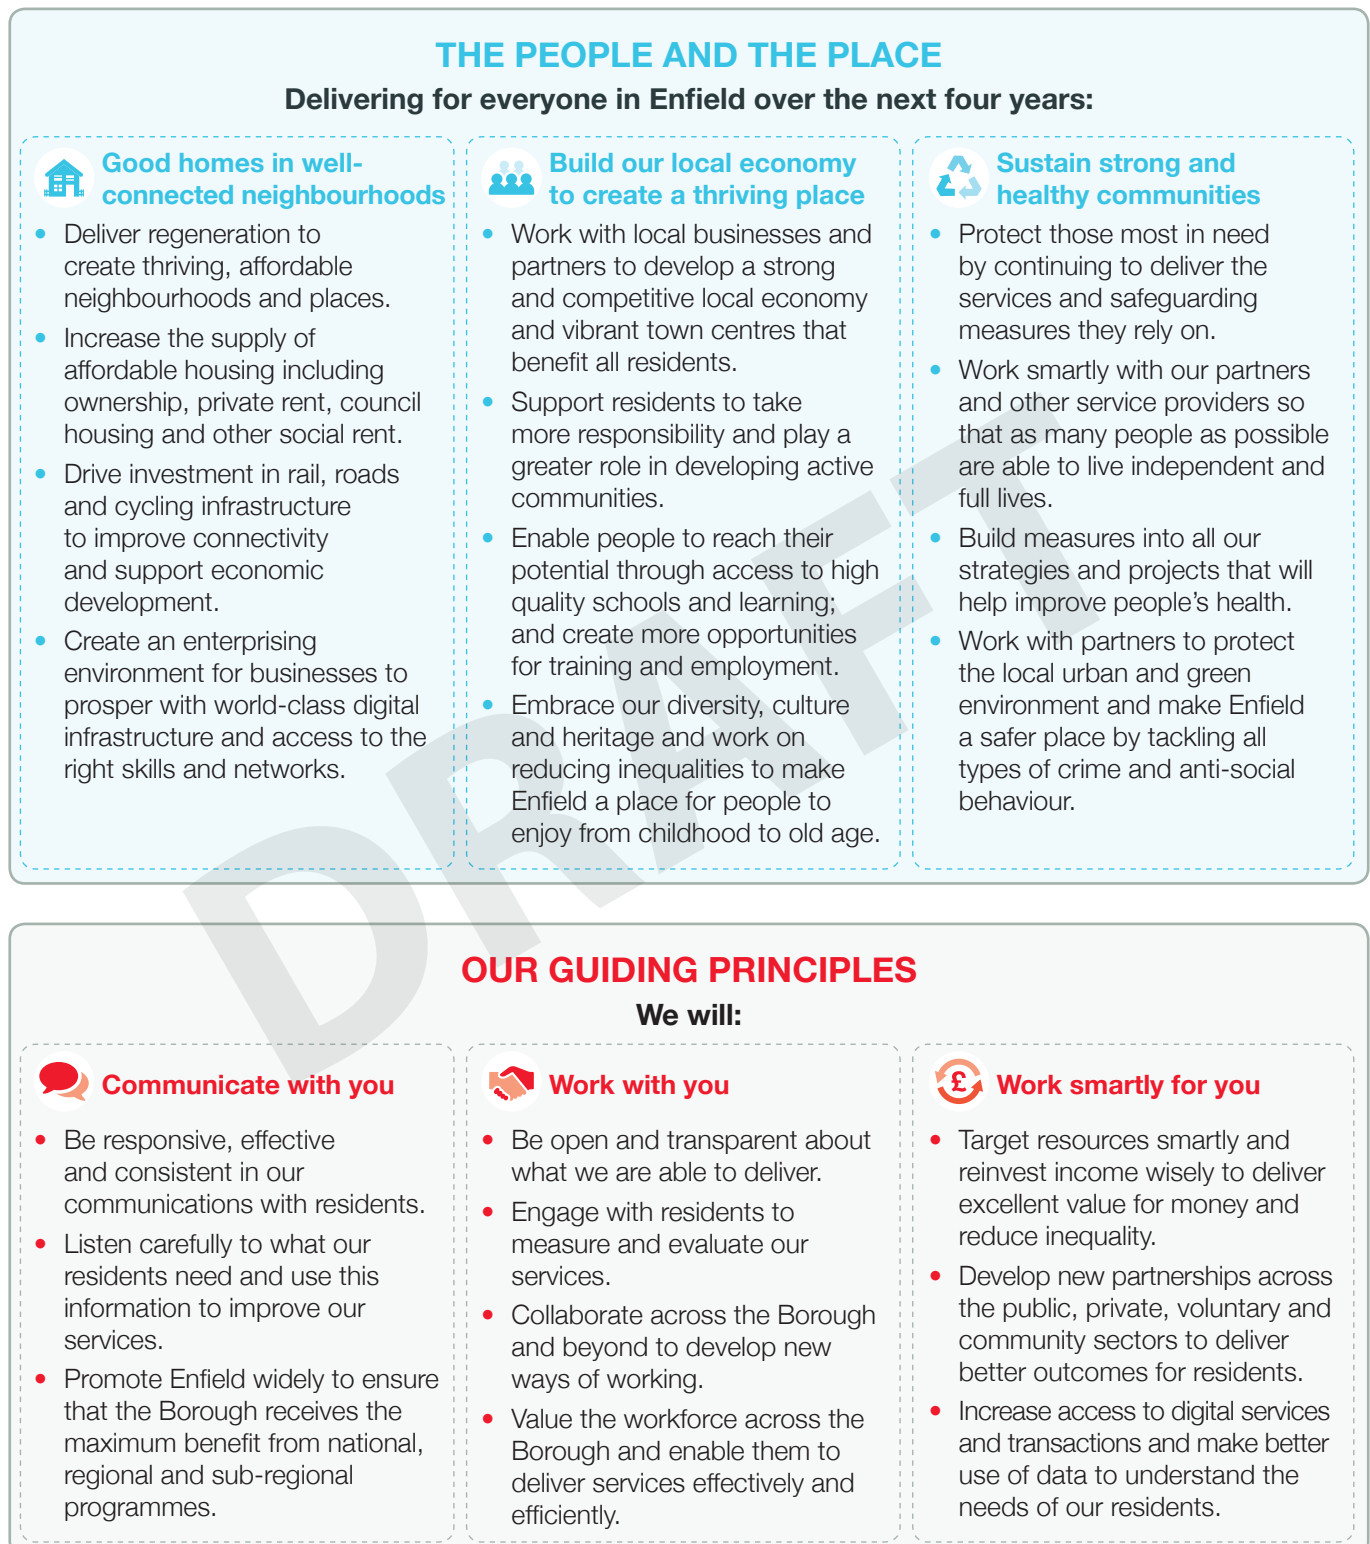 THE PEOPLE AND THE PLACE
Delivering for everyone in Enfield over the next four years:
Good homes in well-
connected neighbourhoods
• Deliver regeneration to
create thriving, affordable
neighbourhoods and places.
• Increase the supply of
affordable housing including
ownership, private rent, council
housing and other social rent.
• Drive investment in rail, roads
and cycling infrastructure
to improve connectivity
and support economic
development.
• Create an enterprising
environment for businesses to
prosper with world-class digital
infrastructure and access to the
right skills and networks.
Build our local economy
to create a thriving place
• Work with local businesses and
partners to develop a strong
and competitive local economy
and vibrant town centres that
benefit all residents.
• Support residents to take
more responsibility and play a
greater role in developing active
communities.
• Enable people to reach their
potential through access to high
quality schools and learning;
and create more opportunities
for training and employment.
• Embrace our diversity, culture
and heritage and work on
reducing inequalities to make
Enfield a place for people to
enjoy from childhood to old age.
Sustain strong and
healthy communities
• Protect those most in need
by continuing to deliver the
services and safeguarding
measures they rely on.
• Work smartly with our partners
and other service providers so
that as many people as possible
are able to live independent and
full lives.
• Build measures into all our
strategies and projects that will
help improve people's health.
• Work with partners to protect
the local urban and green
environment and make Enfield
a safer place by tackling all
types of crime and anti-social
behaviour.
DRAFT
OUR GUIDING PRINCIPLES
We will:
Communicate with you
• Be responsive, effective
and consistent in our
communications with residents.
• Listen carefully to what our
residents need and use this
information to improve our
services.
• Promote Enfield widely to ensure
that the Borough receives the
maximum benefit from national,
regional and sub-regional
programmes.
Work with you
• Be open and transparent about
what we are able to deliver.
• Engage with residents to
measure and evaluate our
services.
• Collaborate across the Borough
and beyond to develop new
ways of working.
• Value the workforce across the
Borough and enable them to
deliver services effectively and
efficiently.
£
Work smartly for you
• Target resources smartly and
reinvest income wisely to deliver
excellent value for money and
reduce inequality.
• Develop new partnerships across
the public, private, voluntary and
community sectors to deliver
better outcomes for residents.
• Increase access to digital services
and transactions and make better
use of data to understand the
needs of our residents.